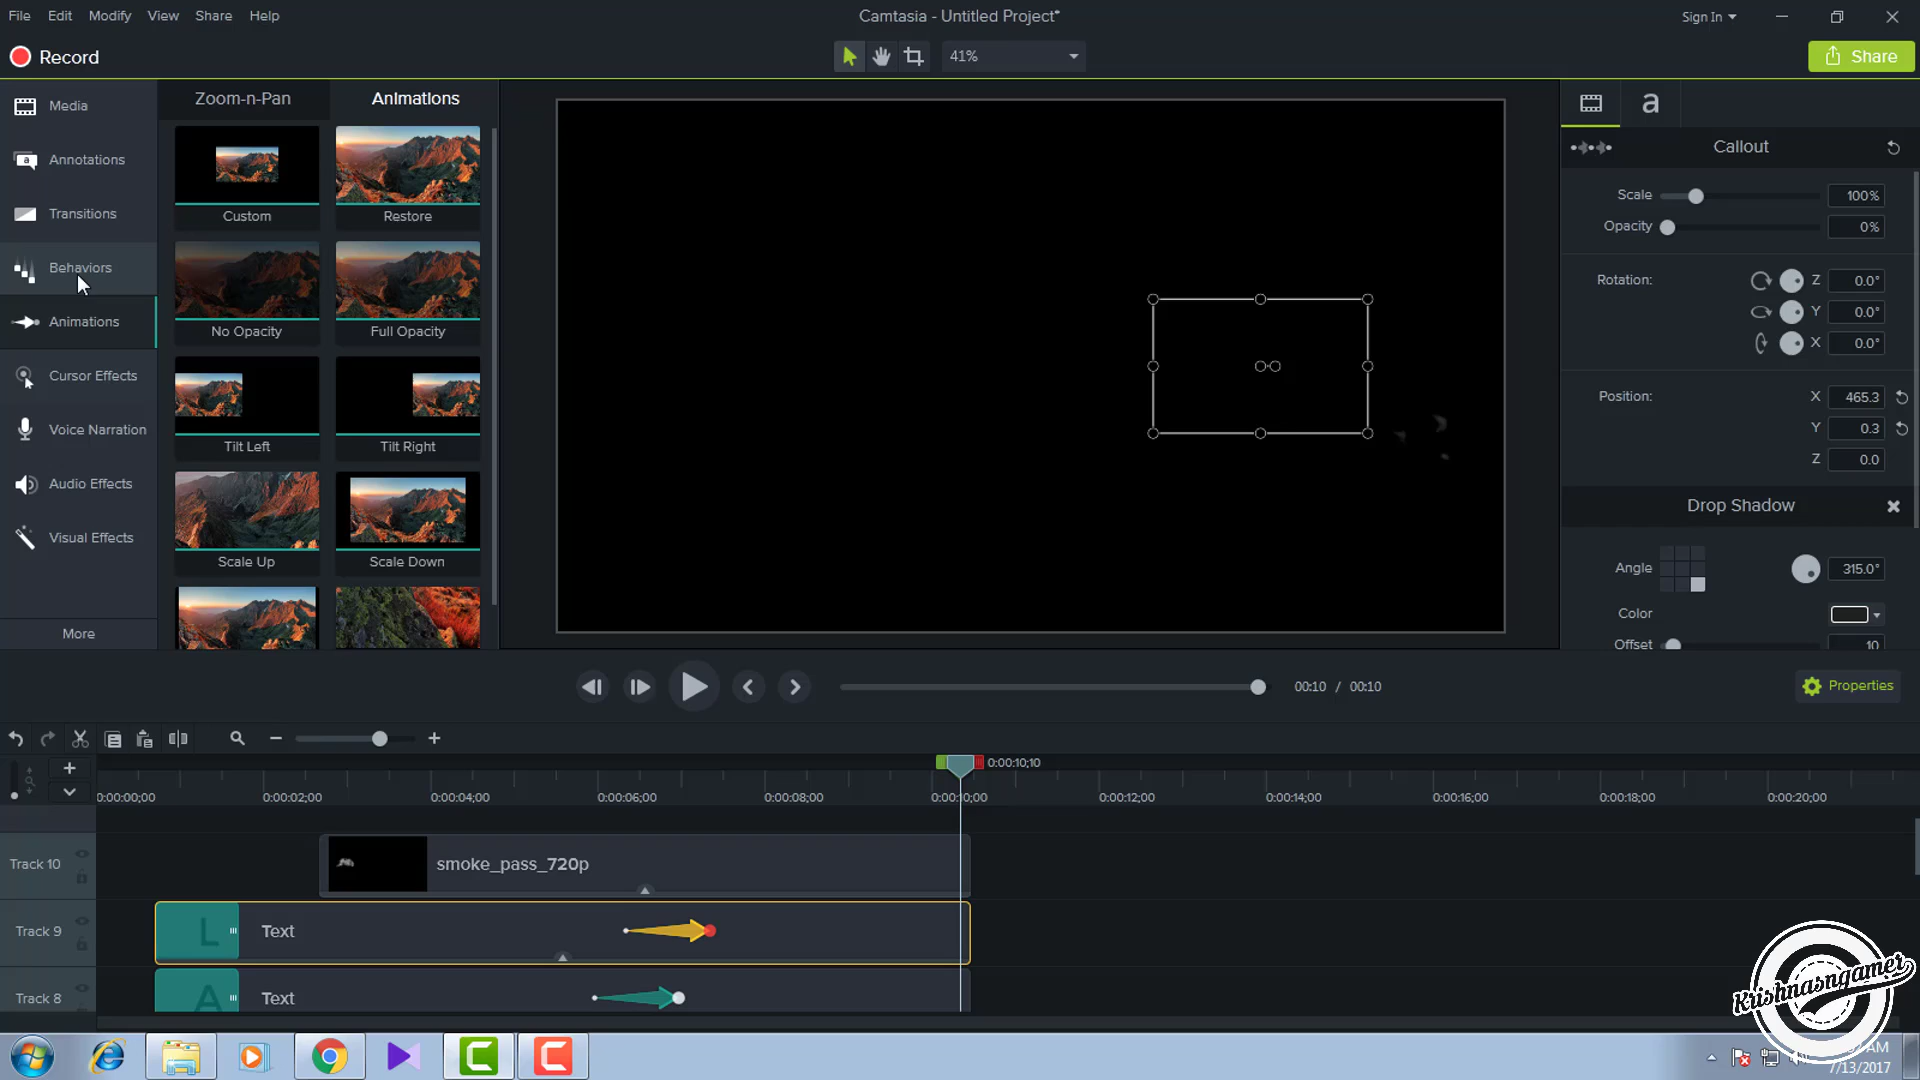 File Edit Modify View Share Help
Camtasia - Untitled Project*
Sign In
Record
41%
Share
Media
Annotations
Transitions
Behaviors
Animations
Cursor Effects
Voice Narration
Audio Effects
Visual Effects
More
Zoom-n-Pan Animations
Custom Restore
No Opacity Full Opacity
Tilt Left Tilt Right
Scale Up Scale Down
a
Callout
Scale 100%
Opacity 0%
Rotation: Z 0.0°
Y 0.0°
X 0.0°
Position: X 465.3
Y 0.3
Z 0.0
Drop Shadow
Angle 315.0°
Color
Offset 10
00:10 / 00:10
Properties
0:00:10;10
0:00:00;00 0:00:02;00 0:00:04;00 0:00:06;00 0:00:08;00 0:00:10;00 0:00:12;00 0:00:14;00 0:00:16;00 0:00:18;00 0:00:20;00
Track 10 smoke_pass_720p
Track 9 L Text
Track 8 A Text
Krishnasngamer
AM
7/13/2017